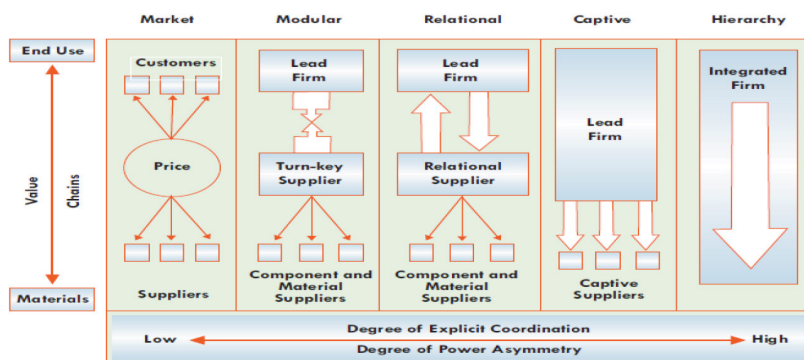 Market
Modular
Relational
Captive
Hierarchy
End Use
Value
Chains
Materials
Customers
Price
Suppliers
Lead
Firm
Turn-key
Supplier
Component and
Material
Suppliers
Lead
Firm
Relational
Supplier
Component and
Material
Suppliers
Lead
Firm
Captive
Suppliers
Integrated
Firm
Low
Degree of Explicit Coordination
Degree of Power Asymmetry
High